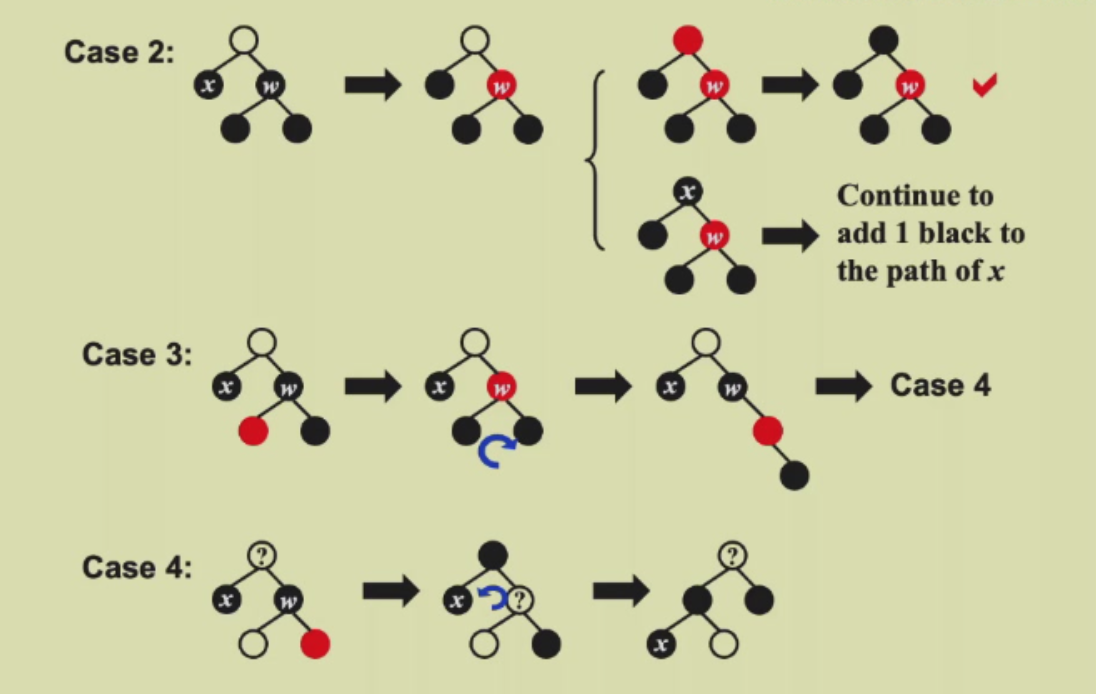 Case 2:
x w
w
w
w
x
w
Continue to
add 1 black to
the path of x
Case 3:
x w
x w
x w
Case 4
Case 4:
?
x w
x ?
?
x